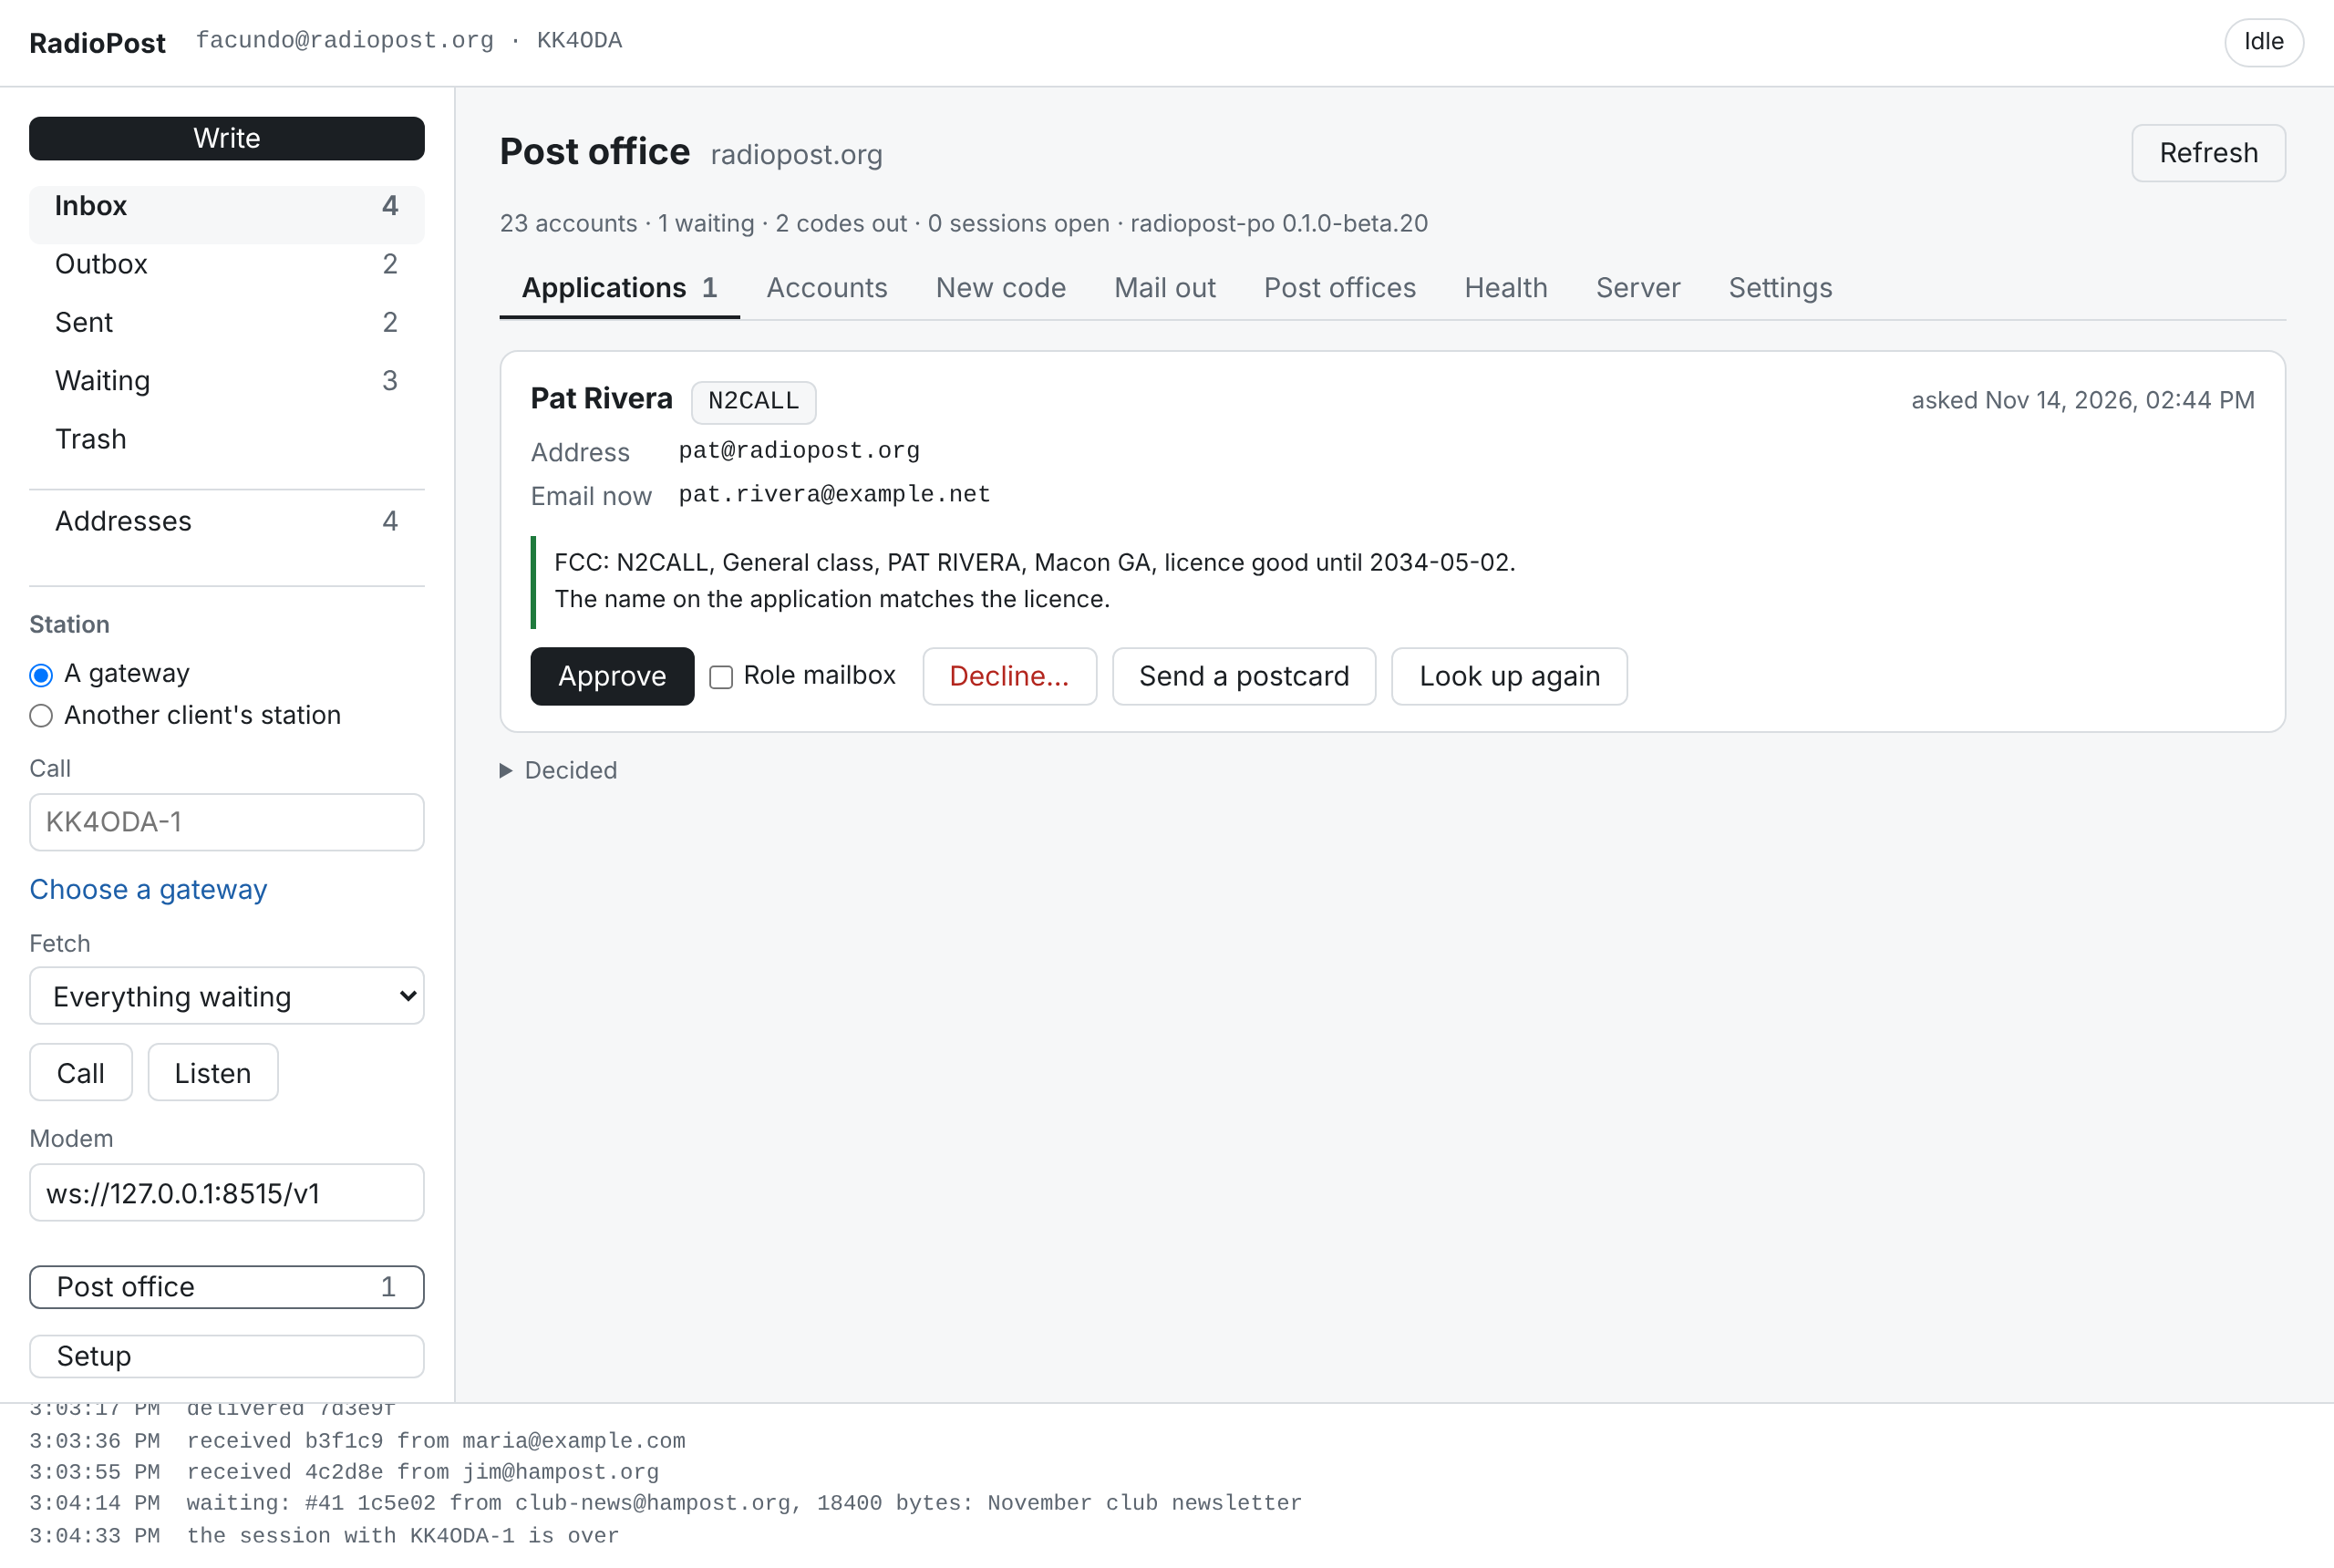 RadioPost facundo@radiopost.org · KK4ODA Idle
Write
Inbox 4
Outbox 2
Sent 2
Waiting 3
Trash
Addresses 4
Station
A gateway
Another client's station
Call
KK4ODA-1
Choose a gateway
Fetch
Everything waiting
Call Listen
Modem
ws://127.0.0.1:8515/v1
Post office 1
Setup
Post office radiopost.org Refresh
23 accounts · 1 waiting · 2 codes out · 0 sessions open · radiopost-po 0.1.0-beta.20
Applications 1 Accounts New code Mail out Post offices Health Server Settings
Pat Rivera N2CALL asked Nov 14, 2026, 02:44 PM
Address pat@radiopost.org
Email now pat.rivera@example.net
FCC: N2CALL, General class, PAT RIVERA, Macon GA, licence good until 2034-05-02.
The name on the application matches the licence.
Approve Role mailbox Decline... Send a postcard Look up again
Decided
3:03:17 PM delivered 7d3e9f
3:03:36 PM received b3f1c9 from maria@example.com
3:03:55 PM received 4c2d8e from jim@hampost.org
3:04:14 PM waiting: #41 1c5e02 from club-news@hampost.org, 18400 bytes: November club newsletter
3:04:33 PM the session with KK4ODA-1 is over